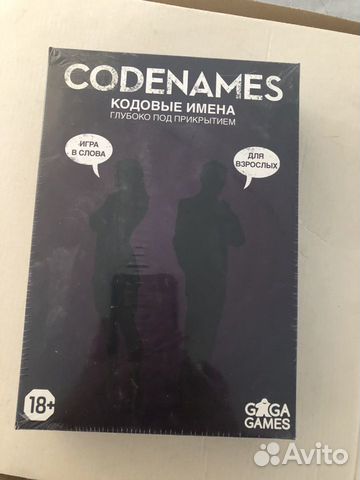 CODENAMES
КОДОВЫЕ ИМЕНА
ГЛУБОКО ПОД ПРИКРЫТИЕМ
ИГРА
В СЛОВА
ДЛЯ
ВЗРОСЛЫХ
18+
GAGA
GAMES
Avito